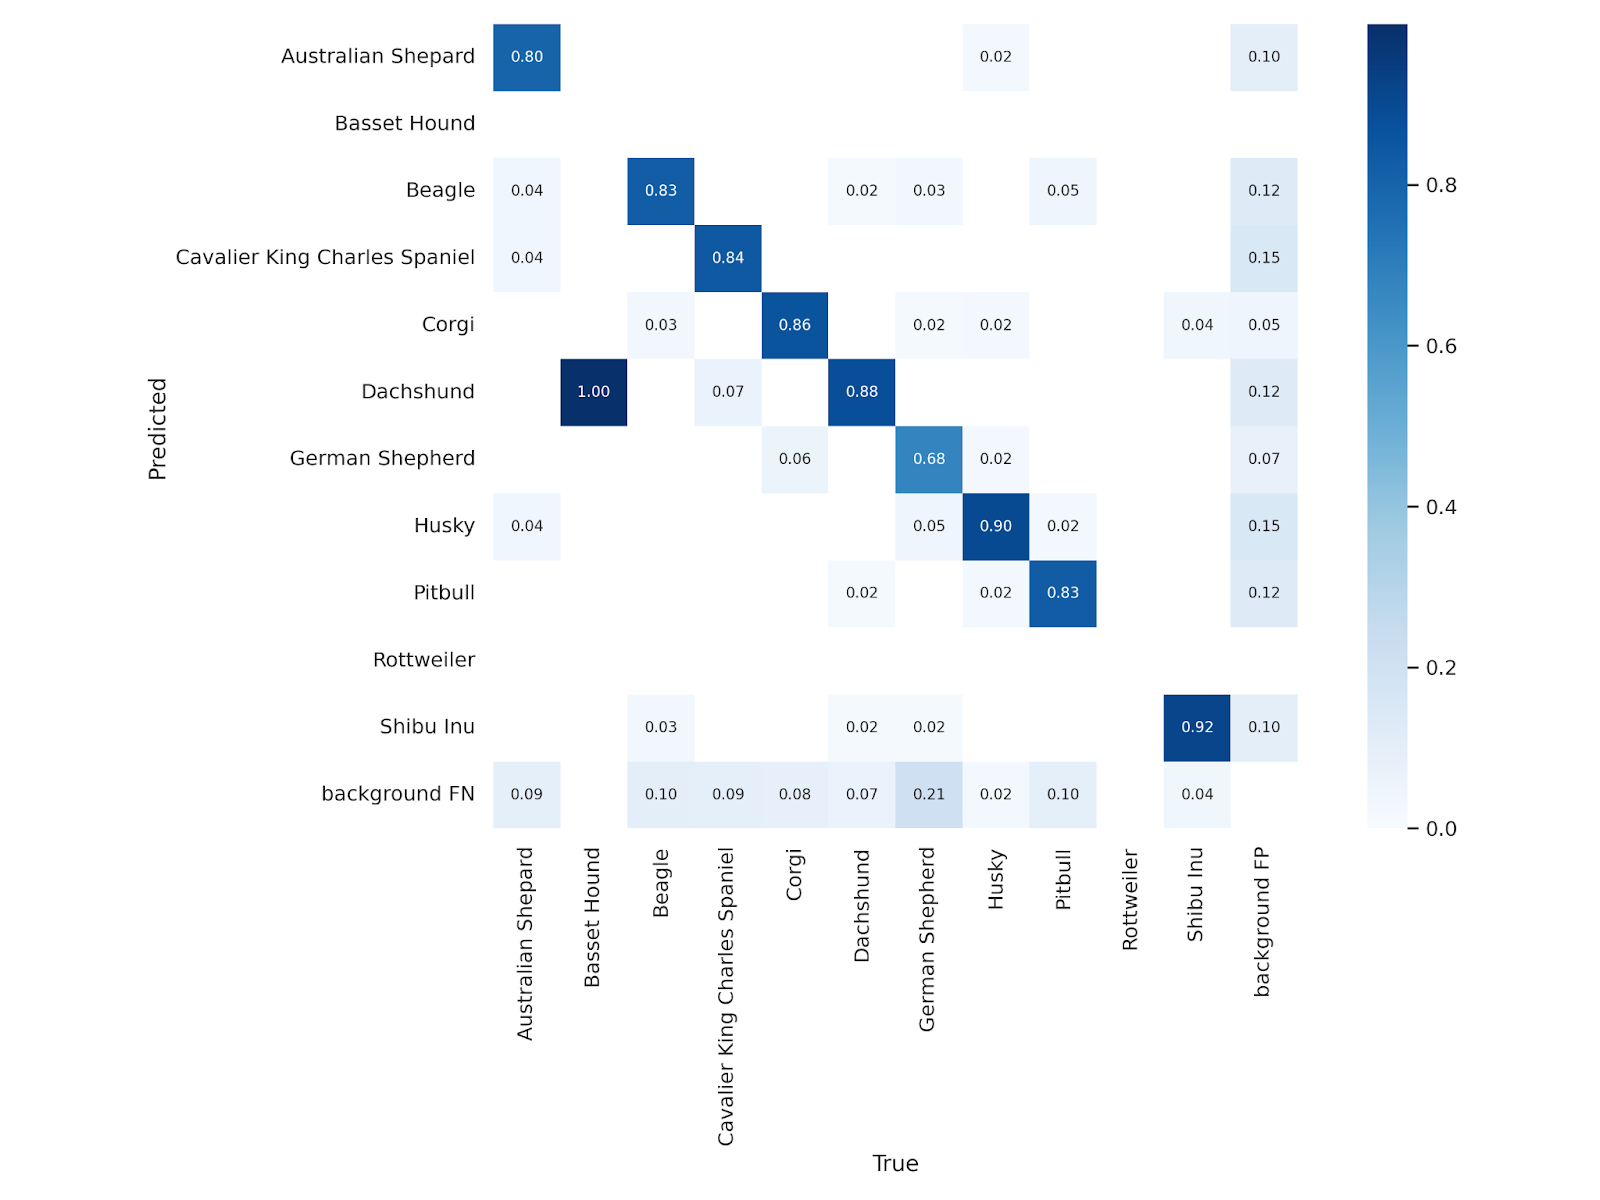 Australian Shepard 0.80 0.02 0.10
Basset Hound
Beagle 0.04 0.83 0.02 0.03 0.05 0.12
Cavalier King Charles Spaniel 0.04 0.84 0.15
Corgi 0.03 0.86 0.02 0.02 0.04 0.05
Dachshund 1.00 0.07 0.88 0.12
German Shepherd 0.06 0.68 0.02 0.07
Husky 0.04 0.05 0.90 0.02 0.15
Pitbull 0.02 0.02 0.83 0.12
Rottweiler
Shibu Inu 0.03 0.02 0.02 0.92 0.10
background FN 0.09 0.10 0.09 0.08 0.07 0.21 0.02 0.10 0.04
Predicted
Australian Shepard
Basset Hound
Beagle
Cavalier King Charles Spaniel
Corgi
Dachshund
German Shepherd
Husky
Pitbull
Rottweiler
Shibu Inu
background FP
True
0.8
0.6
0.4
0.2
0.0